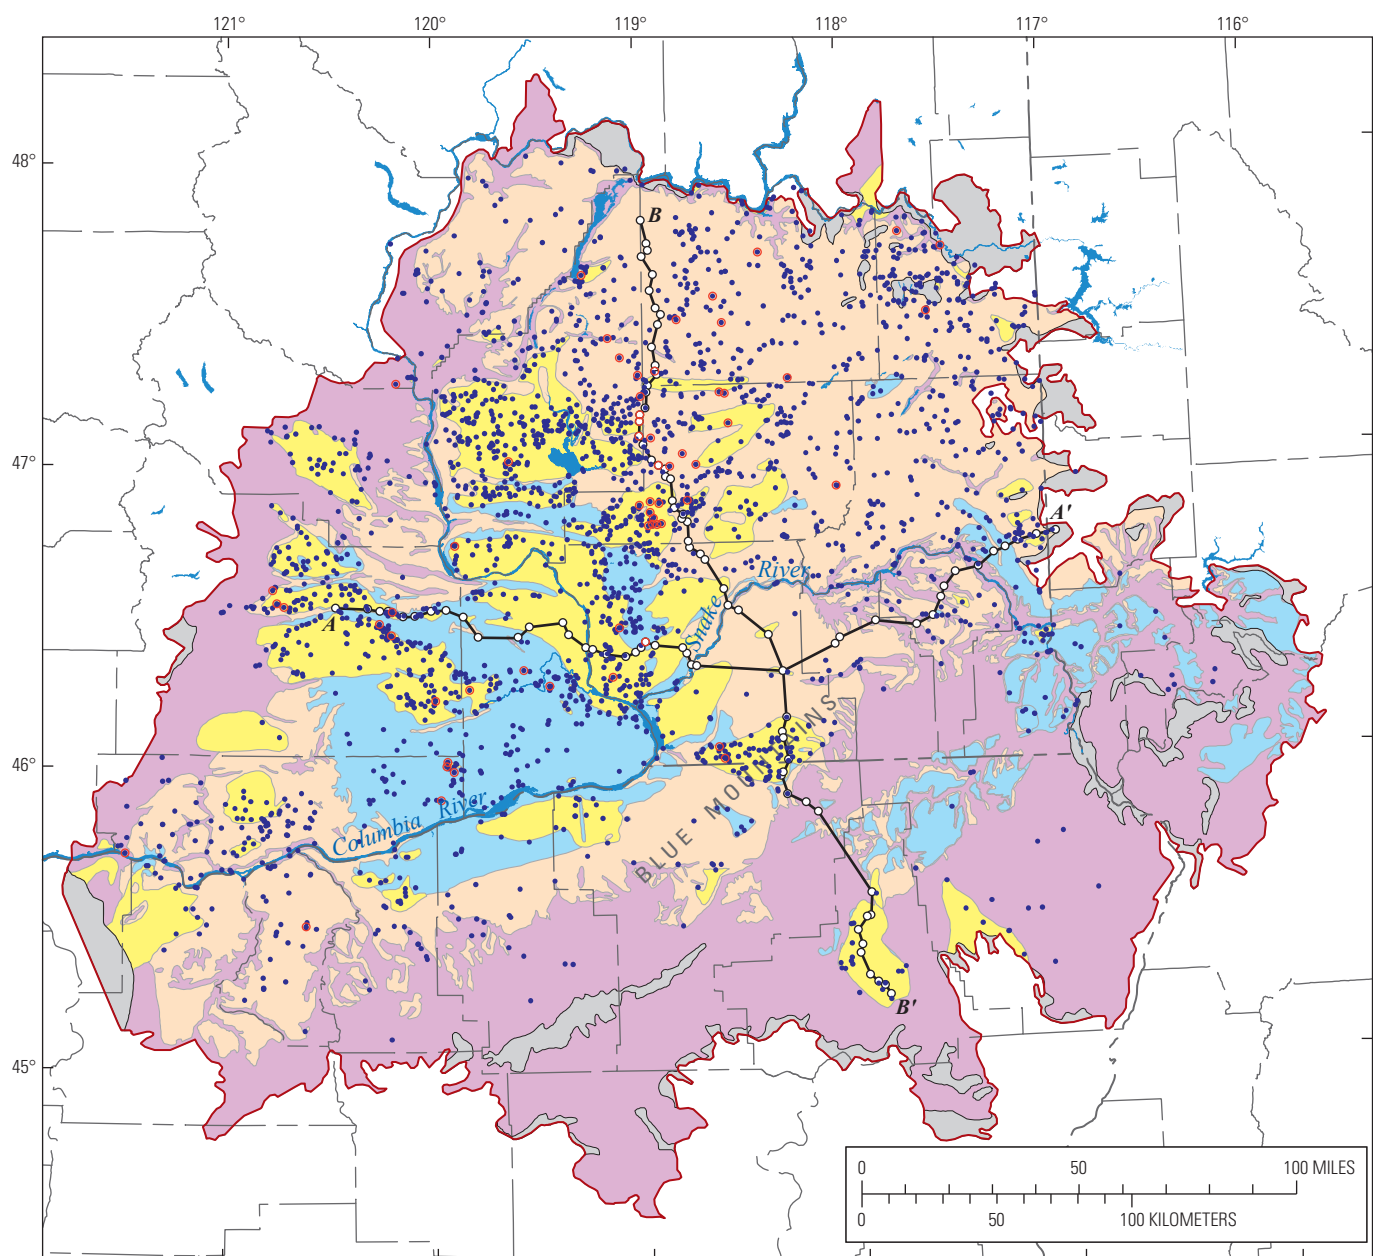 121°
120°
119°
118°
117°
116°
48°
47°
46°
45°
B
A'
River
Snake
A
BLUE MOUNTAINS
Columbia River
B'
0 50 100 MILES
0 50 100 KILOMETERS